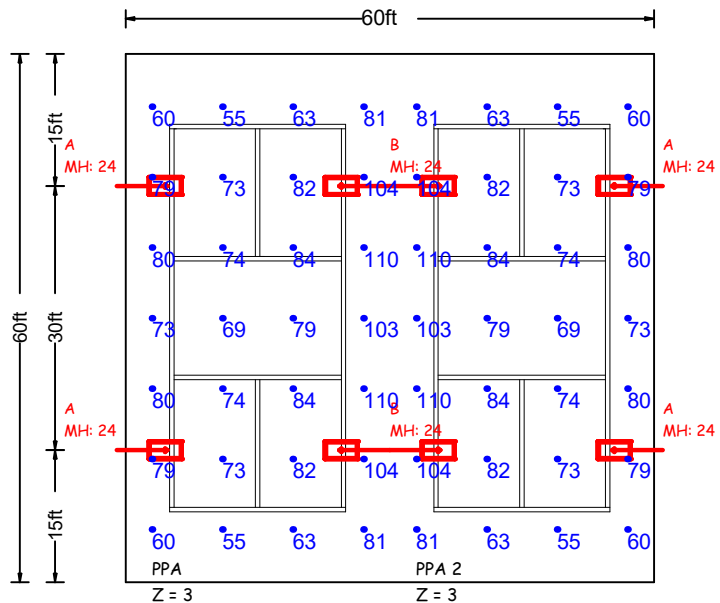 60ft
60 55 63 81 81 63 55 60
15ft
A B A
MH: 24 MH: 24 MH: 24
79 73 82 104 104 82 73 79
80 74 84 110 110 84 74 80
60ft 30ft 73 69 79 103 103 79 69 73
80 74 84 110 110 84 74 80
A B A
MH: 24 MH: 24 MH: 24
79 73 82 104 104 82 73 79
15ft
60 55 63 81 81 63 55 60
PPA PPA 2
Z = 3 Z = 3